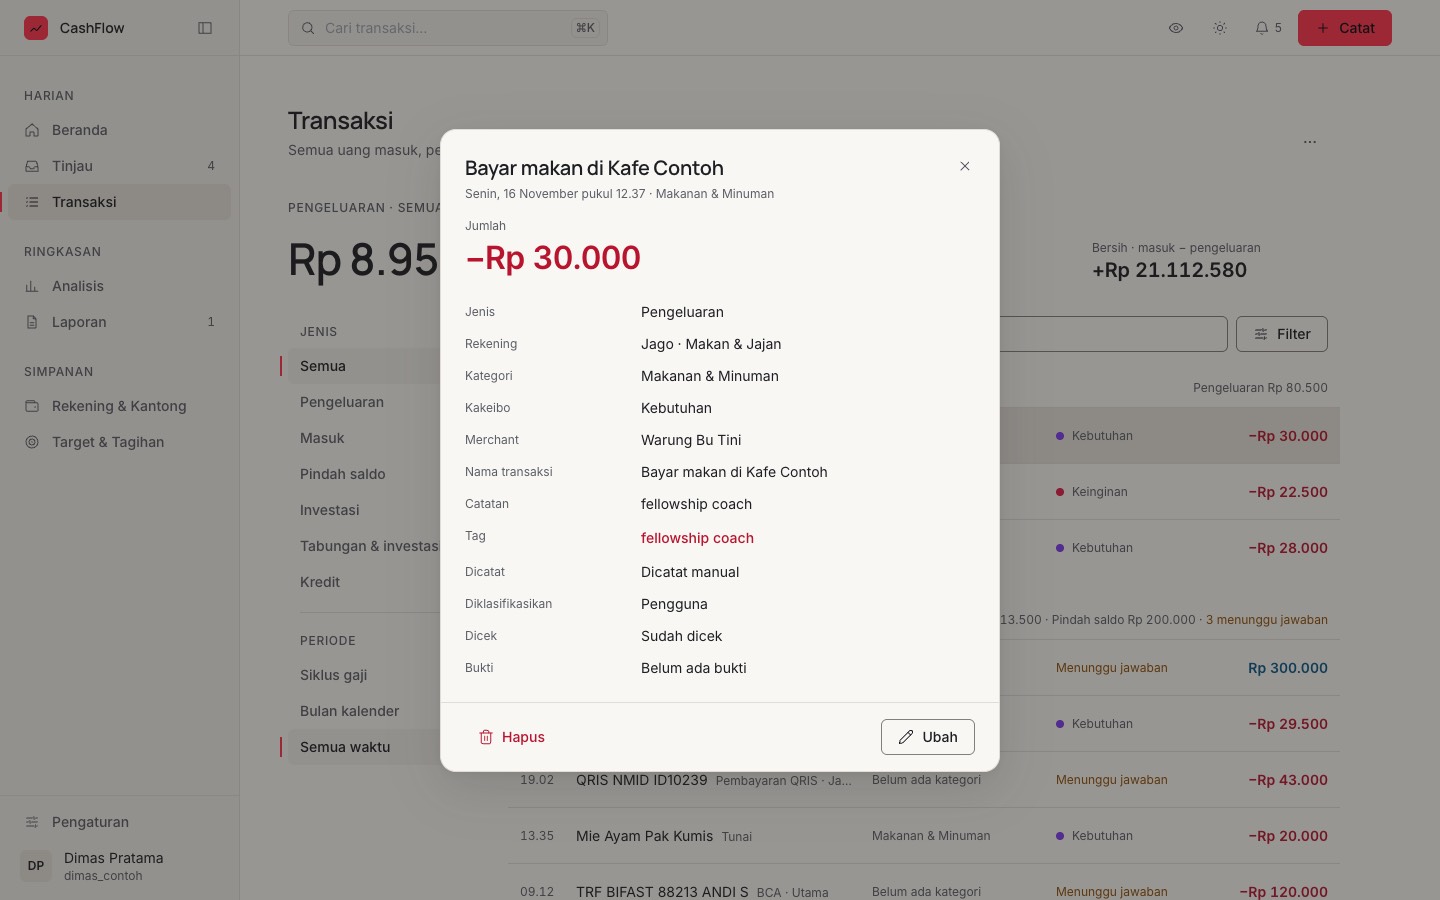 CashFlow
Cari transaksi...
⌘K
5
+ Catat
HARIAN
Beranda
Tinjau 4
Transaksi
RINGKASAN
Analisis
Laporan 1
SIMPANAN
Rekening & Kantong
Target & Tagihan
Pengaturan
DP
Dimas Pratama
dimas_contoh
Transaksi
Semua uang masuk, pe
...
PENGELUARAN · SEMUA
Rp 8.95
Bersih · masuk − pengeluaran
+Rp 21.112.580
JENIS
Semua
Pengeluaran
Masuk
Pindah saldo
Investasi
Tabungan & investas
Kredit
PERIODE
Siklus gaji
Bulan kalender
Semua waktu
Bayar makan di Kafe Contoh
Senin, 16 November pukul 12.37 · Makanan & Minuman
Jumlah
−Rp 30.000
Jenis Pengeluaran
Rekening Jago · Makan & Jajan
Kategori Makanan & Minuman
Kakeibo Kebutuhan
Merchant Warung Bu Tini
Nama transaksi Bayar makan di Kafe Contoh
Catatan fellowship coach
Tag fellowship coach
Dicatat Dicatat manual
Diklasifikasikan Pengguna
Dicek Sudah dicek
Bukti Belum ada bukti
Hapus
Ubah
Filter
Pengeluaran Rp 80.500
Kebutuhan −Rp 30.000
Keinginan −Rp 22.500
Kebutuhan −Rp 28.000
13.500 · Pindah saldo Rp 200.000 · 3 menunggu jawaban
Menunggu jawaban Rp 300.000
Kebutuhan −Rp 29.500
19.02 QRIS NMID ID10239 Pembayaran QRIS · Ja... Belum ada kategori Menunggu jawaban −Rp 43.000
13.35 Mie Ayam Pak Kumis Tunai Makanan & Minuman Kebutuhan −Rp 20.000
09.12 TRF BIFAST 88213 ANDI S BCA · Utama Belum ada kategori Menunggu jawaban −Rp 120.000